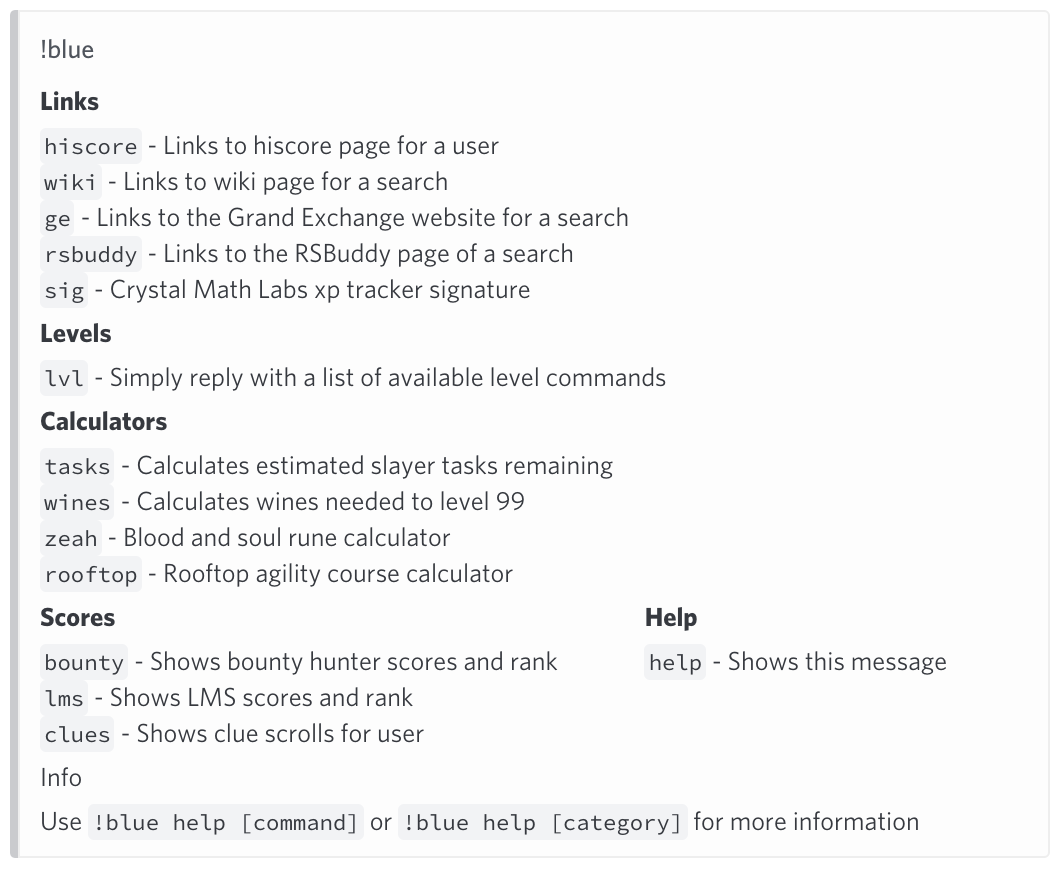 !blue
Links
hiscore - Links to hiscore page for a user
wiki - Links to wiki page for a search
ge - Links to the Grand Exchange website for a search
rsbuddy - Links to the RSBuddy page of a search
sig - Crystal Math Labs xp tracker signature
Levels
lvl - Simply reply with a list of available level commands
Calculators
tasks - Calculates estimated slayer tasks remaining
wines - Calculates wines needed to level 99
zeah - Blood and soul rune calculator
rooftop - Rooftop agility course calculator
Scores
bounty - Shows bounty hunter scores and rank
lms - Shows LMS scores and rank
clues - Shows clue scrolls for user
Help
help - Shows this message
Info
Use !blue help [command] or !blue help [category] for more information